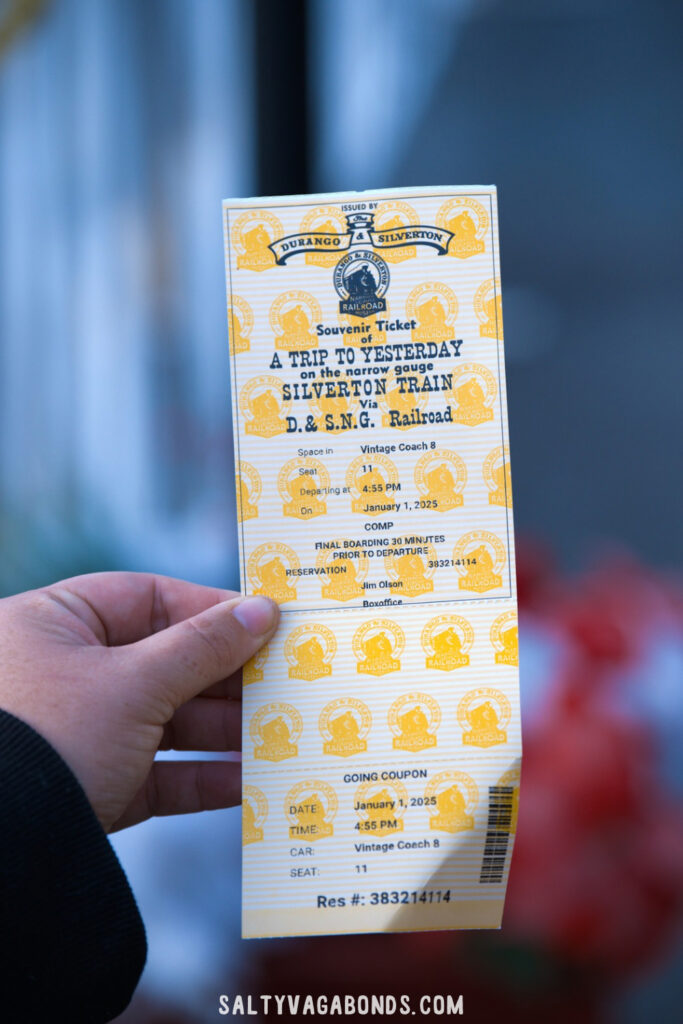 ISSUED BY
The
DURANGO & SILVERTON
DURANGO & SILVERTON
NARROW GAUGE
RAILROAD
Souvenir Ticket
of
A TRIP TO YESTERDAY
on the narrow gauge
SILVERTON TRAIN
Via
D. & S.N.G. Railroad
Space in Vintage Coach 8
Seat 11
Departing at 4:55 PM
On January 1, 2025
COMP
FINAL BOARDING 30 MINUTES
PRIOR TO DEPARTURE
RESERVATION 383214114
Jim Olson
Boxoffice
GOING COUPON
DATE: January 1, 2025
TIME: 4:55 PM
CAR: Vintage Coach 8
SEAT: 11
Res #: 383214114
SALTYVAGABONDS.COM